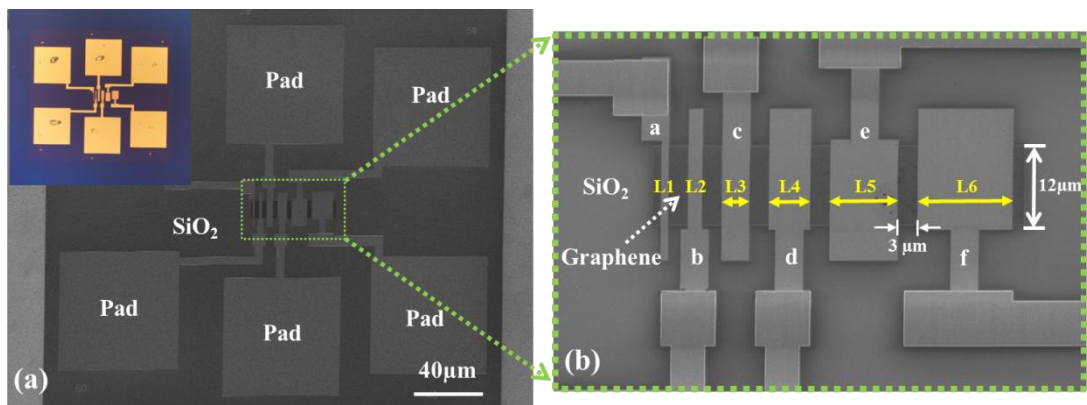 Pad
Pad
SiO₂
Pad
Pad
Pad
(a)
40μm
a
c
e
SiO₂
L1
L2
L3
L4
L5
L6
12μm
3 μm
Graphene
b
d
f
(b)